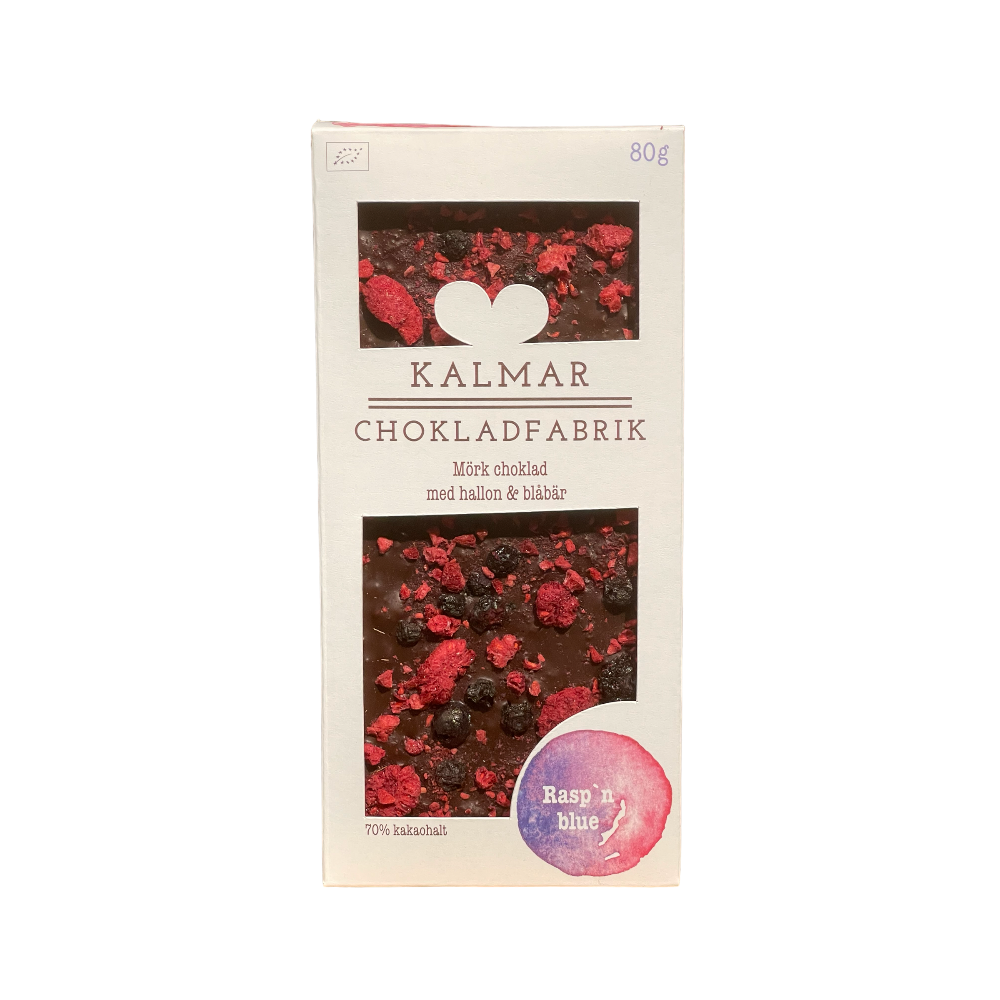 80g
KALMAR
CHOKLADFABRIK
Mörk choklad
med hallon & blåbär
70% kakaohalt
Rasp`n
blue